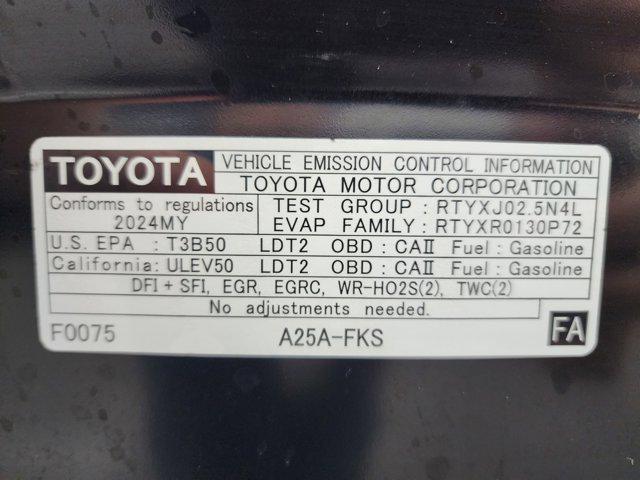 TOYOTA VEHICLE EMISSION CONTROL INFORMATION
TOYOTA MOTOR CORPORATION
Conforms to regulations TEST GROUP : RTYXJ02.5N4L
2024MY EVAP FAMILY: RTYXR0130P72
U.S. EPA : T3B50 LDT2 OBD : CAⅡ Fuel : Gasoline
California: ULEV50 LDT2 OBD : CAⅡ Fuel : Gasoline
DFI + SFI, EGR, EGRC, WR-HO2S(2), TWC(2)
No adjustments needed.
F0075 A25A-FKS FA